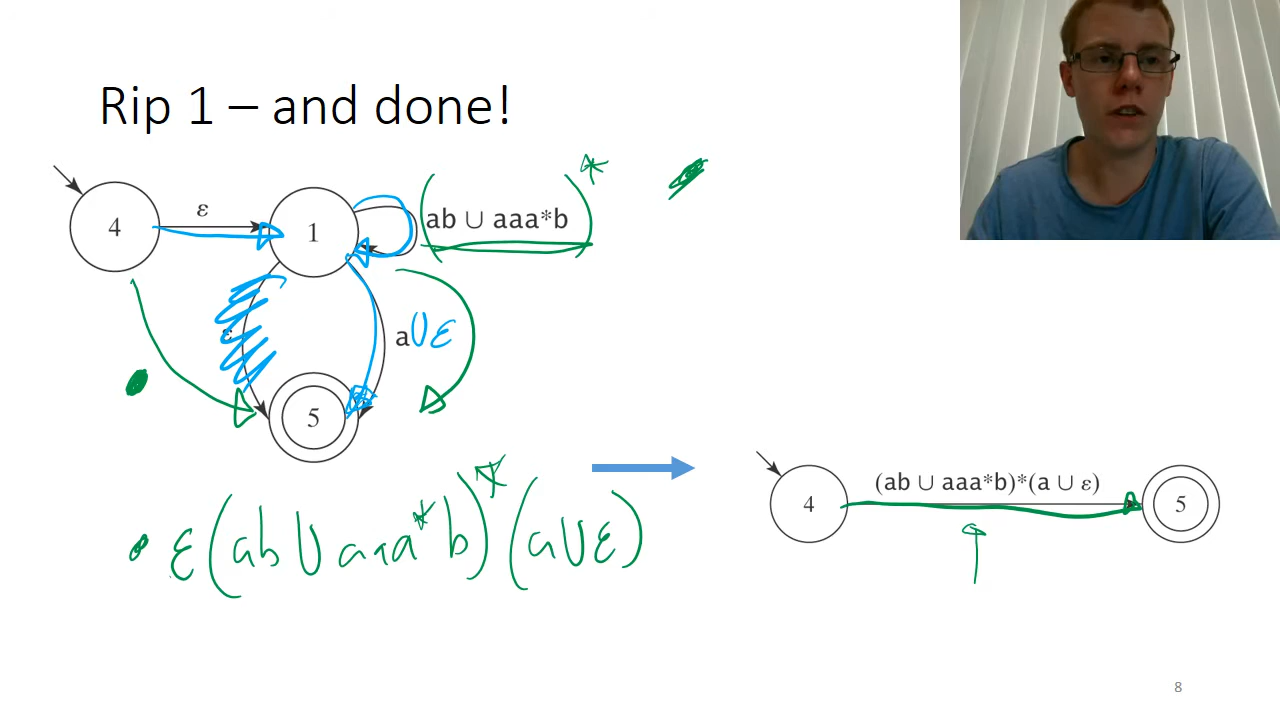 Rip 1 – and done!
ε
4
1
(ab ∪ aaa*b)*
a∪ε
5
ε(ab ∪ aaa*b)*(a∪ε)
(ab ∪ aaa*b)*(a ∪ ε)
4
5
8